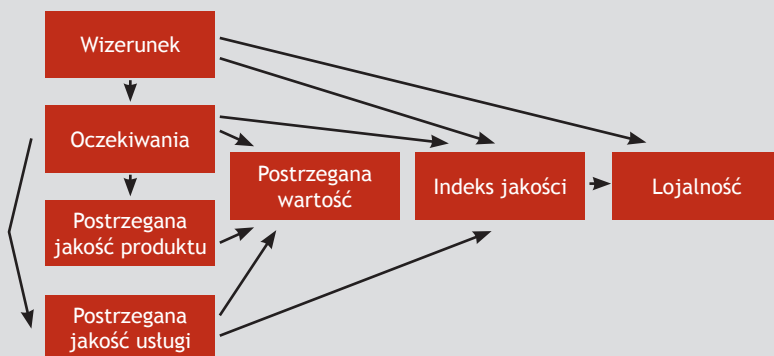 Wizerunek
Oczekiwania
Postrzegana
wartość
Indeks jakości
Lojalność
Postrzegana
jakość produktu
Postrzegana
jakość usługi